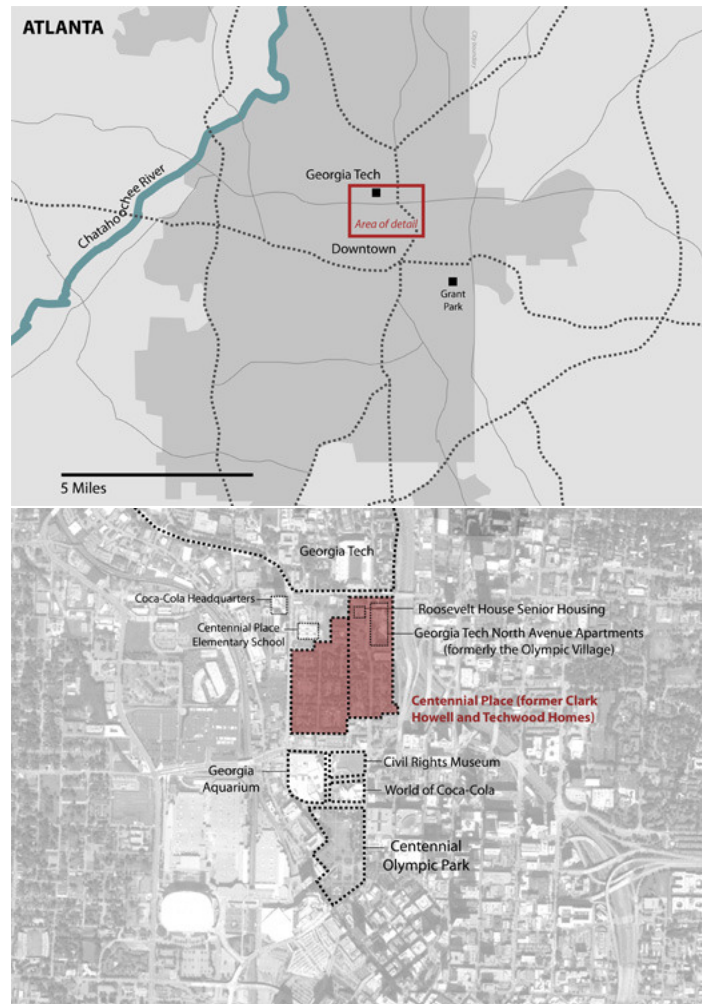 ATLANTA
City boundary
Chatahoochee River
Georgia Tech
Area of detail
Downtown
Grant
Park
5 Miles
Georgia Tech
Coca-Cola Headquarters
Roosevelt House Senior Housing
Centennial Place
Elementary School
Georgia Tech North Avenue Apartments
(formerly the Olympic Village)
Centennial Place (former Clark
Howell and Techwood Homes)
Georgia
Aquarium
Civil Rights Museum
World of Coca-Cola
Centennial
Olympic Park